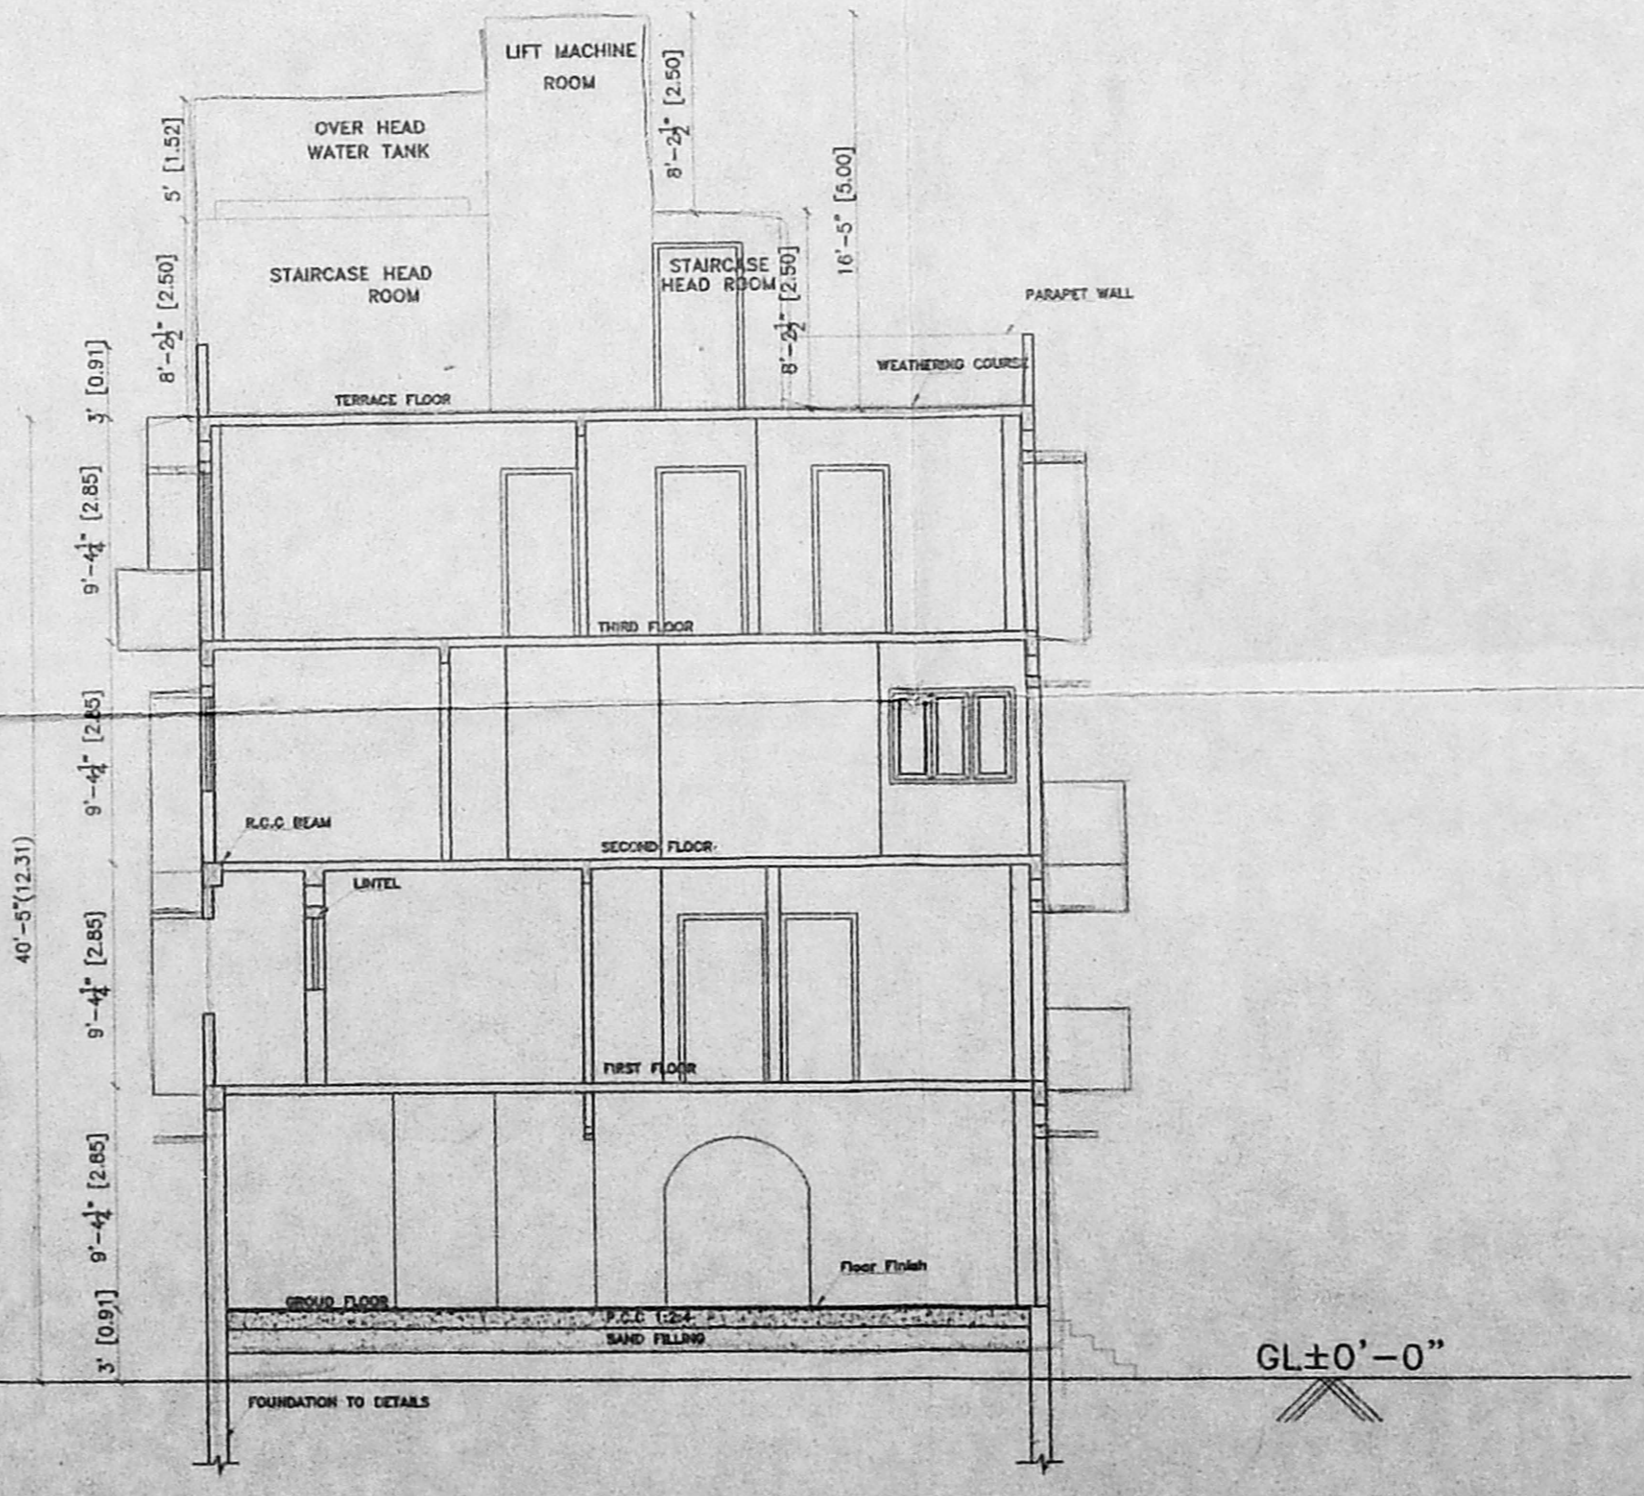 LIFT MACHINE
ROOM
8'-2½" [2.50]
OVER HEAD
WATER TANK
5' [1.52]
16'-5" [5.00]
STAIRCASE HEAD
ROOM
8'-2½" [2.50]
STAIRCASE
HEAD ROOM
8'-2½" [2.50]
PARAPET WALL
WEATHERING COURSE
3' [0.91]
TERRACE FLOOR
9'-4¼" [2.85]
THIRD FLOOR
9'-4½" [2.85]
R.C.C BEAM
SECOND FLOOR
40'-5"(12.31)
LINTEL
9'-4¼" [2.85]
FIRST FLOOR
9'-4½" [2.85]
Floor Finish
GROUD FLOOR
P.C.C 1:2:4
SAND FILLING
3' [0.91]
GL±0'-0"
FOUNDATION TO DETAILS